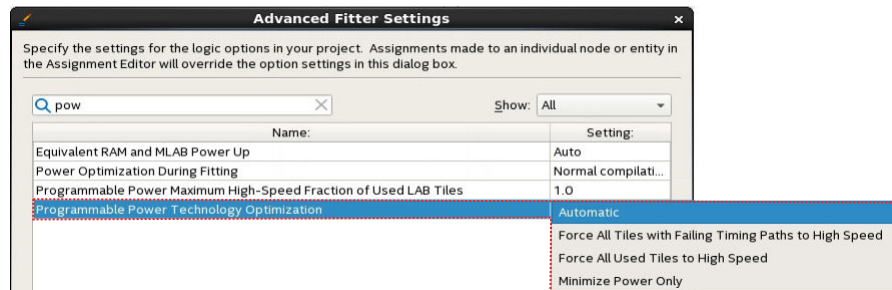 Advanced Fitter Settings ×
Specify the settings for the logic options in your project. Assignments made to an individual node or entity in
the Assignment Editor will override the option settings in this dialog box.
pow Show: All
Name: Setting:
Equivalent RAM and MLAB Power Up Auto
Power Optimization During Fitting Normal compilati...
Programmable Power Maximum High-Speed Fraction of Used LAB Tiles 1.0
Programmable Power Technology Optimization Automatic
Force All Tiles with Failing Timing Paths to High Speed
Force All Used Tiles to High Speed
Minimize Power Only